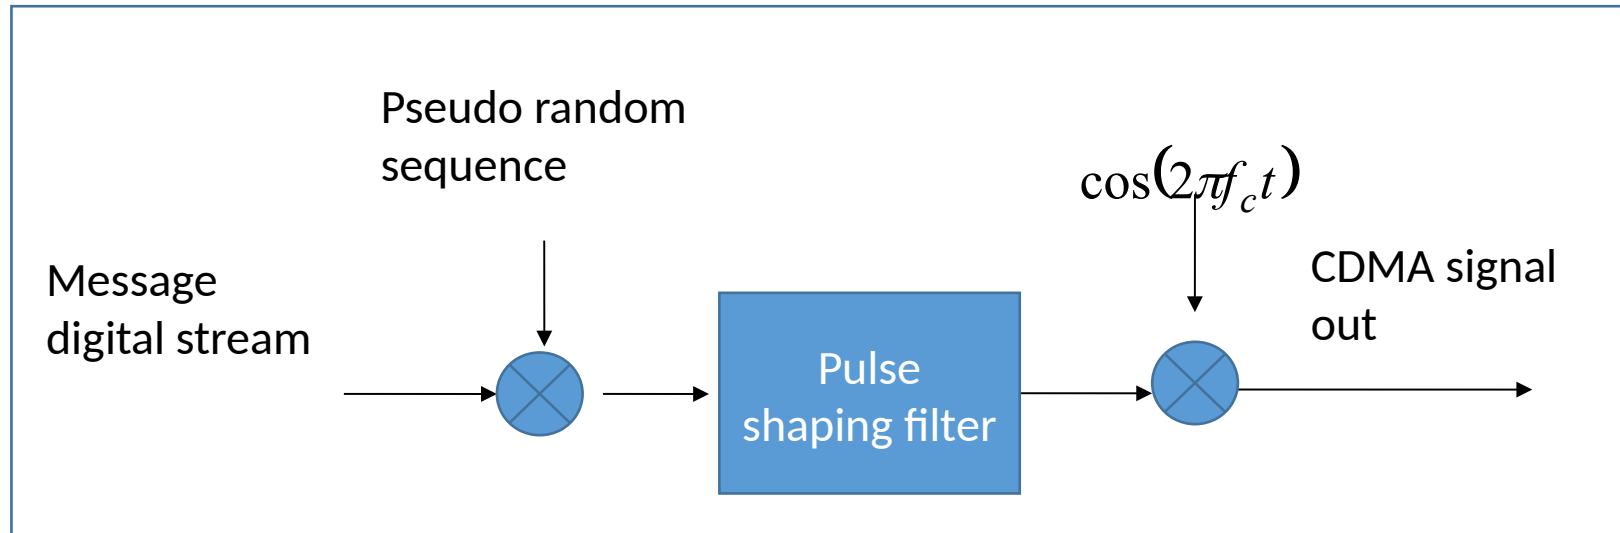 Pseudo random
sequence
cos(2πf_c t)
Message
digital stream
CDMA signal
out
Pulse
shaping filter